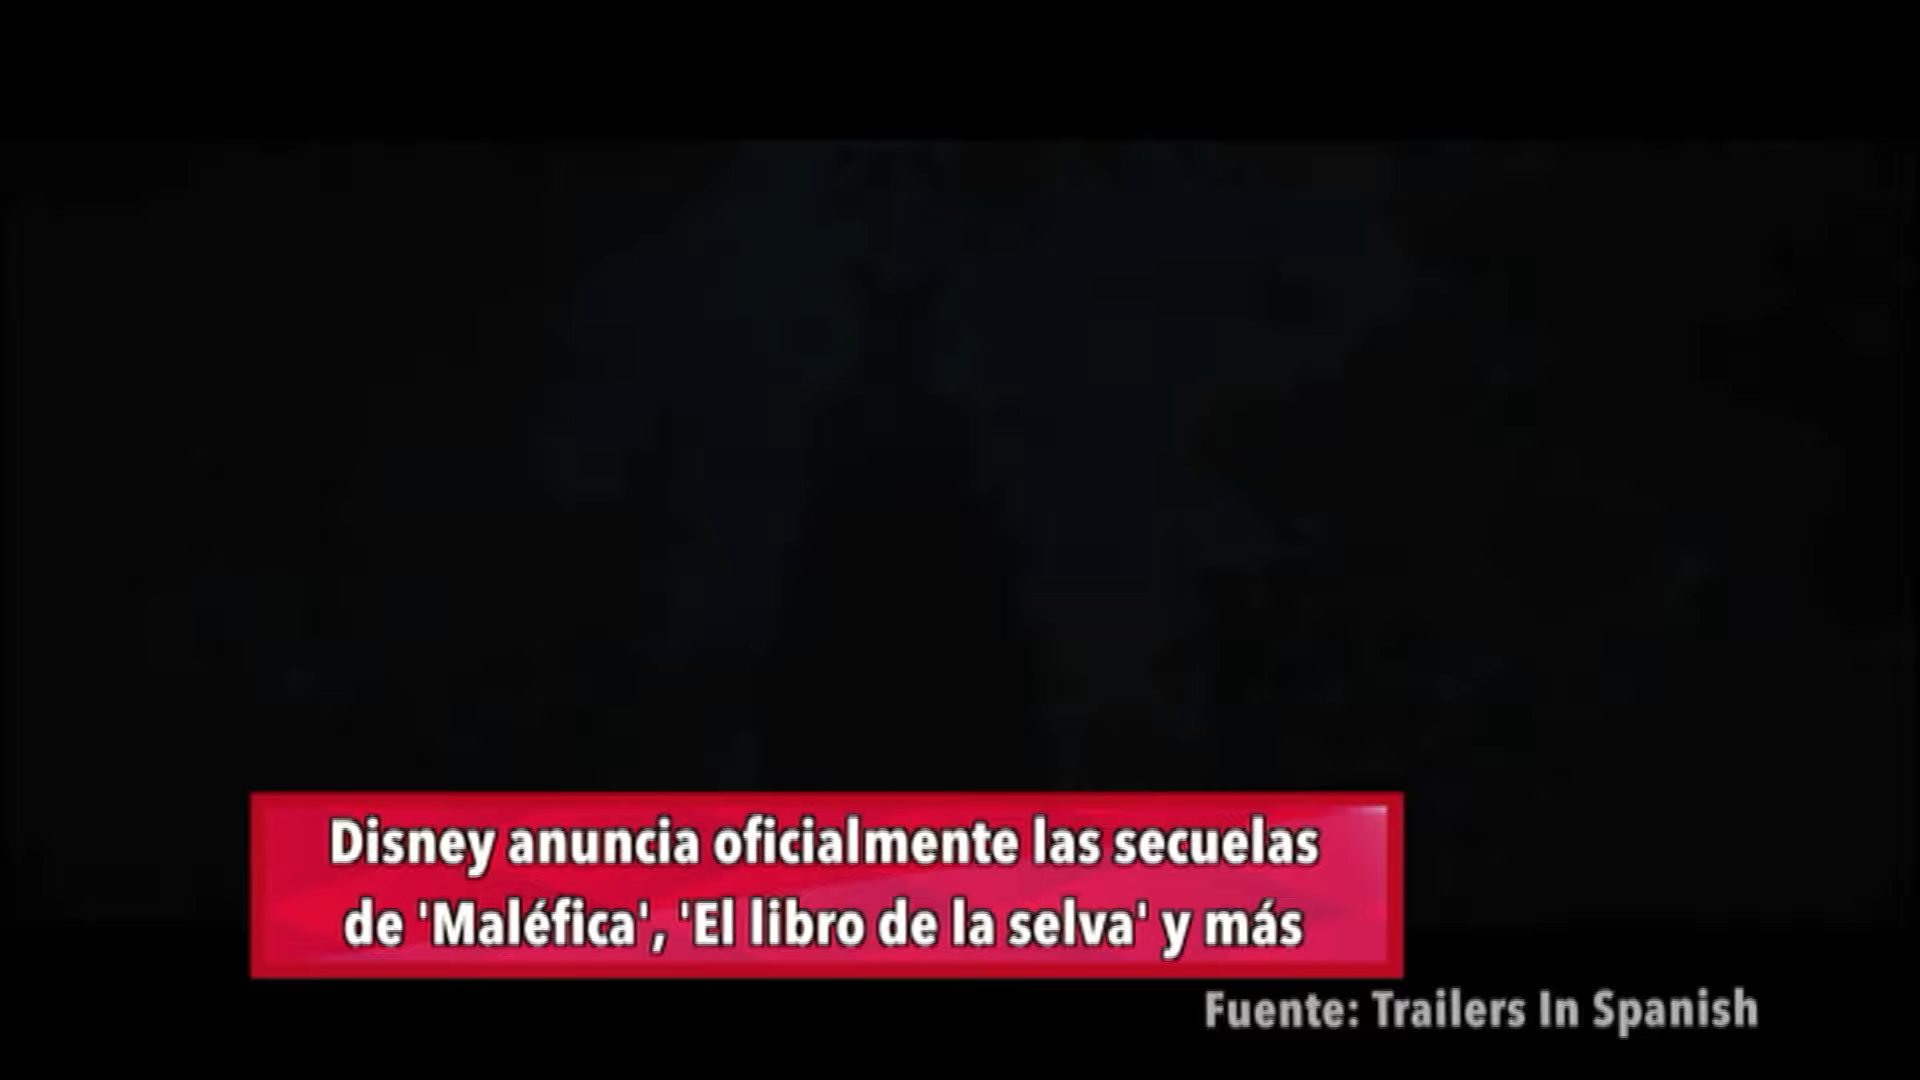 Disney anuncia oficialmente las secuelas
de 'Maléfica', 'El libro de la selva' y más
Fuente: Trailers In Spanish